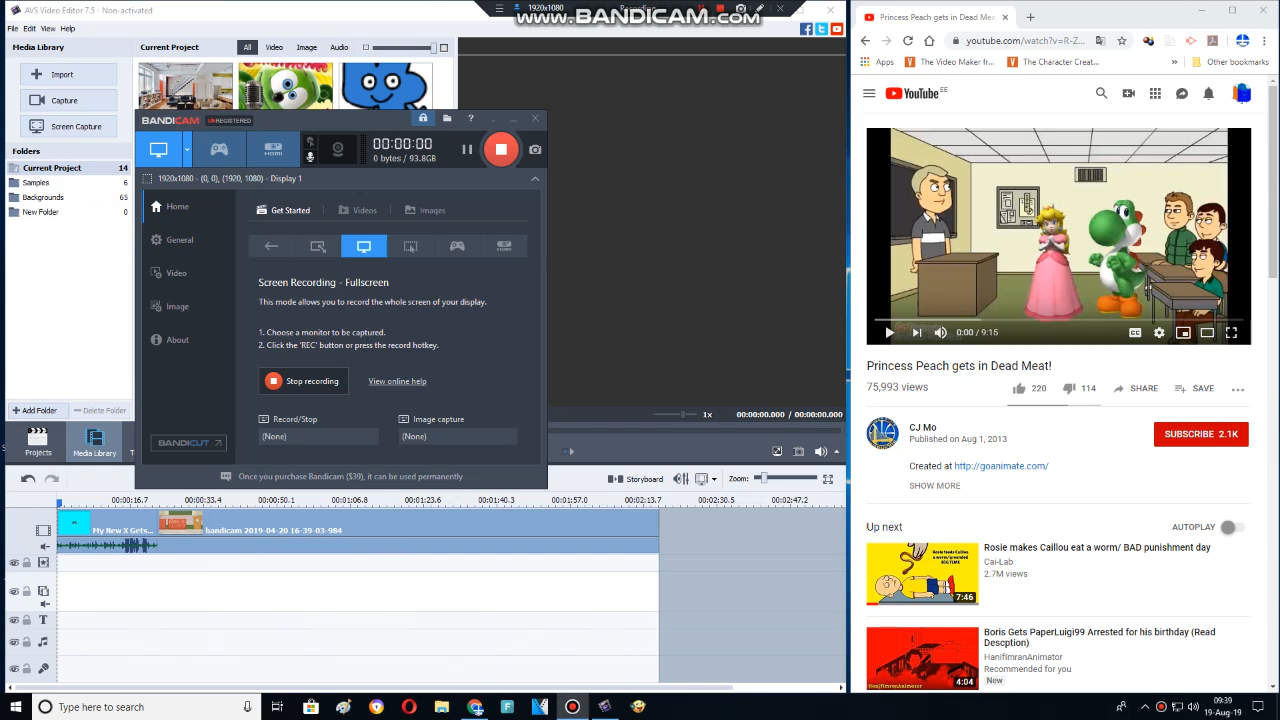 AVS Video Editor 7.5 - Non-activated
1920x1080
Recording
www.BANDICAM.com
File Edit View Help
Media Library
Current Project
All
Video
Image
Audio
Import
Capture
Screen Capture
Folders
Current Project 14
Samples 6
Backgrounds 65
New Folder 0
Add Folder
Delete Folder
Projects
Media Library
BANDICAM UNREGISTERED
HDMI
00:00:00
0 bytes / 93.8GB
1920x1080 - (0, 0), (1920, 1080) - Display 1
Home
General
Video
Image
About
BANDICUT
Get Started
Videos
Images
HDMI
Screen Recording - Fullscreen
This mode allows you to record the whole screen of your display.
1. Choose a monitor to be captured.
2. Click the 'REC' button or press the record hotkey.
Stop recording
View online help
Record/Stop
Image capture
(None)
(None)
Once you purchase Bandicam ($39), it can be used permanently
1x
00:00:00.000 / 00:00:00.000
Storyboard
Zoom:
00:00:16.7 00:00:33.4 00:00:50.1 00:01:06.8 00:01:23.6 00:01:40.3 00:01:57.0 00:02:13.7 00:02:30.5 00:02:47.2
My New X Gets...
bandicam 2019-04-20 16-39-03-984
T
Princess Peach gets in Dead Me
youtube.com/watch?v=R-Z...
Apps
The Video Maker fr...
The Character Creat...
»
Other bookmarks
YouTube EE
0:00 / 9:15
Princess Peach gets in Dead Meat!
75,993 views
220
114
SHARE
SAVE
CJ Mo
Published on Aug 1, 2013
SUBSCRIBE 2.1K
Created at http://goanimate.com/
SHOW MORE
Up next
AUTOPLAY
7:46
Rosie makes Caillou eat a worm/ BAD punishment day
Cai-Lab
2.7M views
4:04
Boris Gets PaperLuigi99 Arrested for his birthday (Read
Descption)
HanifImranAnimator
Recommended for you
New
Type here to search
09:39
19-Aug-19